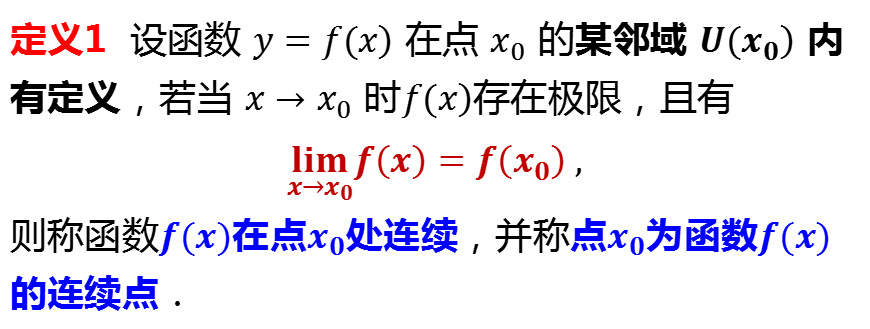 定义1 设函数 y = f(x) 在点 x₀ 的某邻域 U(x₀) 内
有定义，若当 x → x₀ 时f(x)存在极限，且有
lim f(x) = f(x₀) ,
x→x₀
则称函数f(x)在点x₀处连续，并称点x₀为函数f(x)
的连续点．